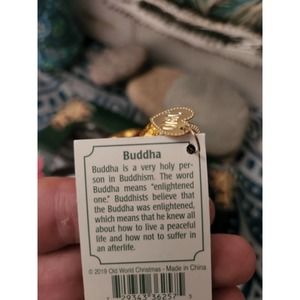 Buddha
Buddha is a very holy per-
son in Buddhism. The word
Buddha means "enlightened
one." Buddhists believe that
the Buddha was enlightened,
which means that he knew all
about how to live a peaceful
life and how not to suffer in
an afterlife.
© 2019 Old World Christmas - Made in China
29363 36257